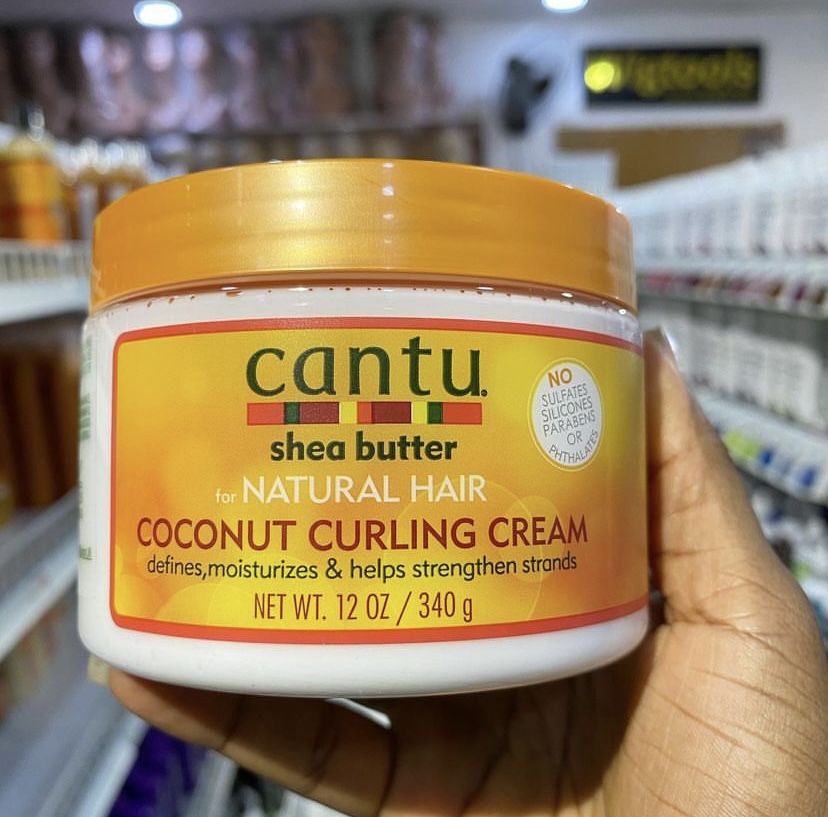 cantu
shea butter
for NATURAL HAIR
COCONUT CURLING CREAM
defines,moisturizes & helps strengthen strands
NET WT. 12 OZ / 340 g
NO
SULFATES
SILICONES
PARABENS
OR
PHTHALATES